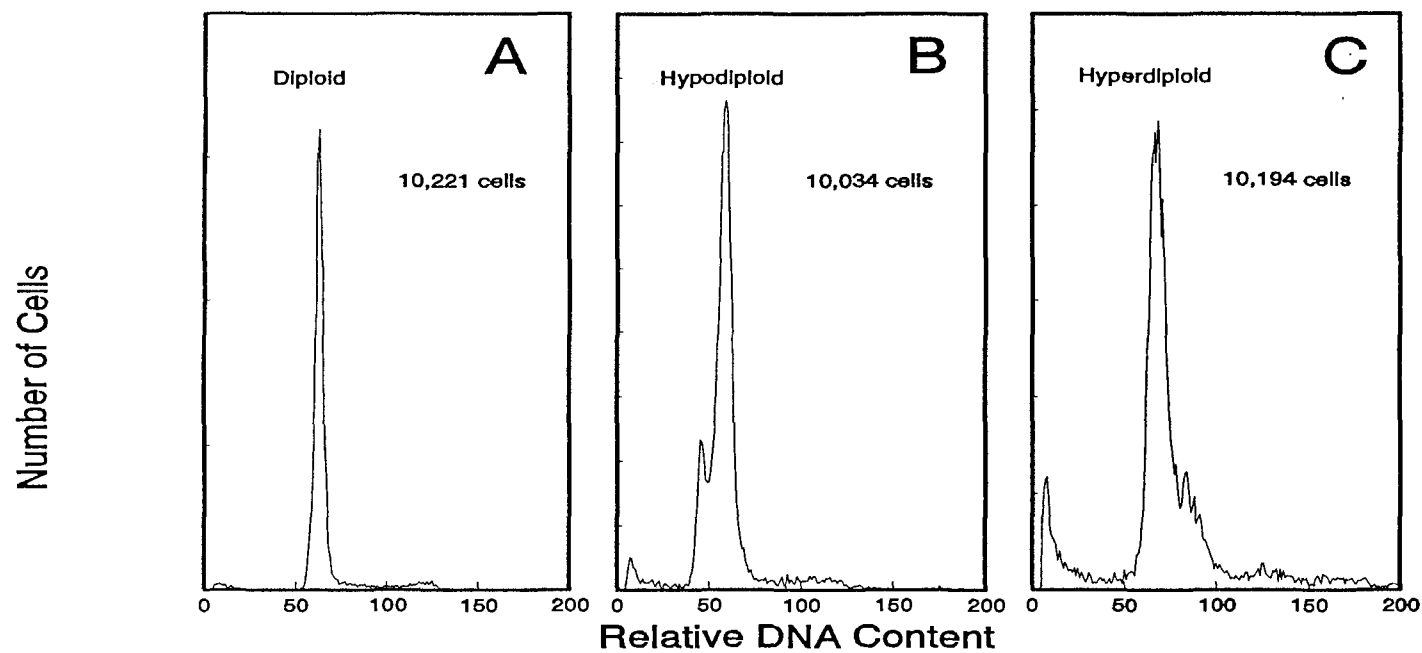 A
B
C
Diploid
Hypodiploid
Hyperdiploid
10,221 cells
10,034 cells
10,194 cells
Number of Cells
0 50 100 150 200
0 50 100 150 200
0 50 100 150 200
Relative DNA Content